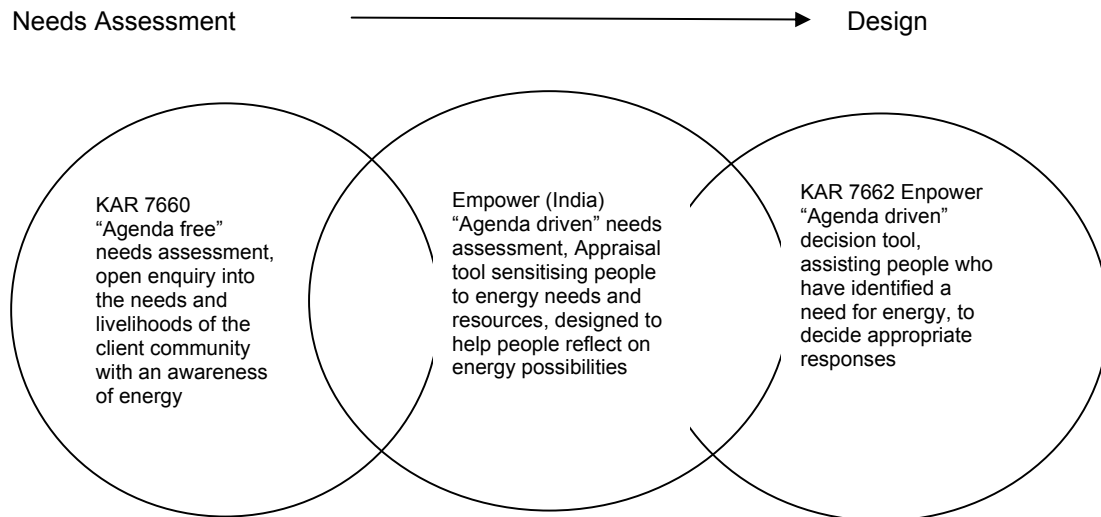 Needs Assessment
Design
KAR 7660
“Agenda free”
needs assessment,
open enquiry into
the needs and
livelihoods of the
client community
with an awareness
of energy
Empower (India)
“Agenda driven” needs
assessment, Appraisal
tool sensitising people
to energy needs and
resources, designed to
help people reflect on
energy possibilities
KAR 7662 Enpower
“Agenda driven”
decision tool,
assisting people who
have identified a
need for energy, to
decide appropriate
responses